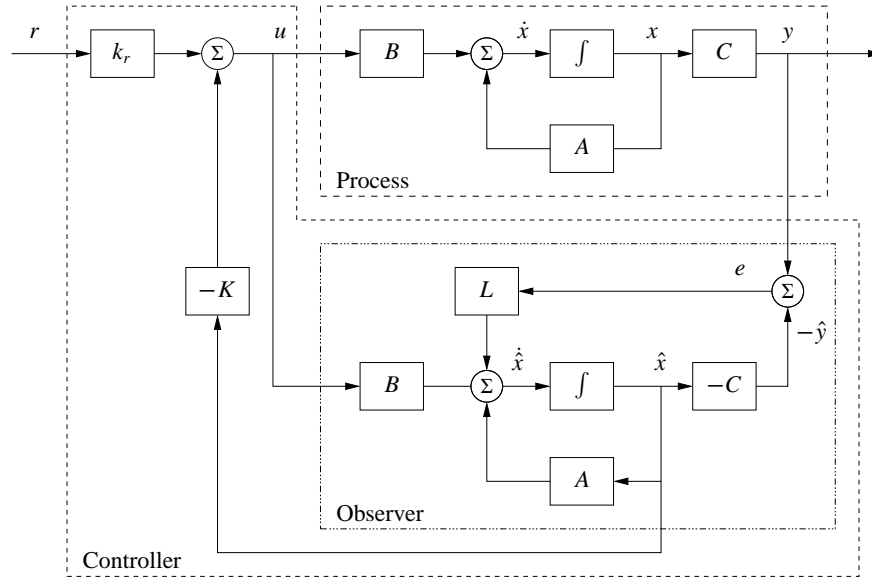 r
k_r
Σ
u
B
Σ
ẋ
∫
x
C
y
A
Process
−K
L
e
Σ
−ŷ
B
Σ
x̂̇
∫
x̂
−C
A
Observer
Controller